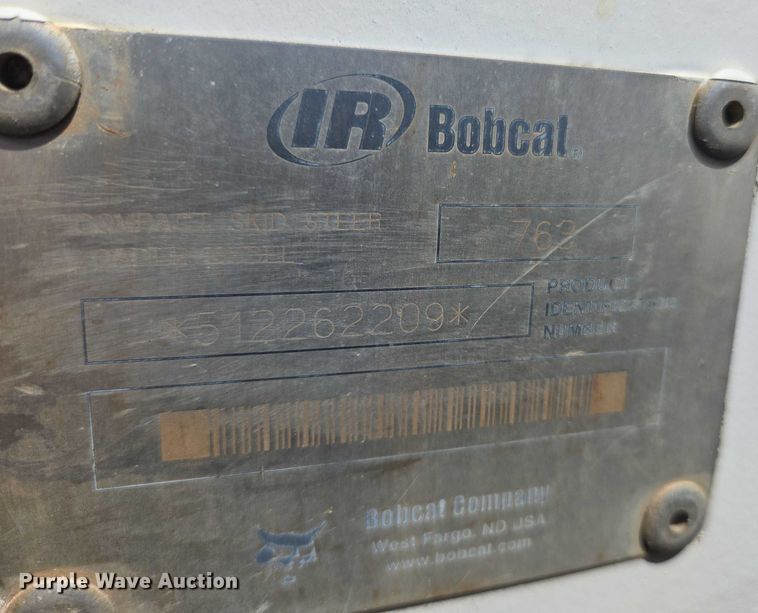 IR Bobcat®
COMPACT SKID STEER
763
PRODUCT
IDENTIFICATION
NUMBER
*512262209*
Bobcat Company
West Fargo, ND USA
www.bobcat.com
Purple Wave Auction